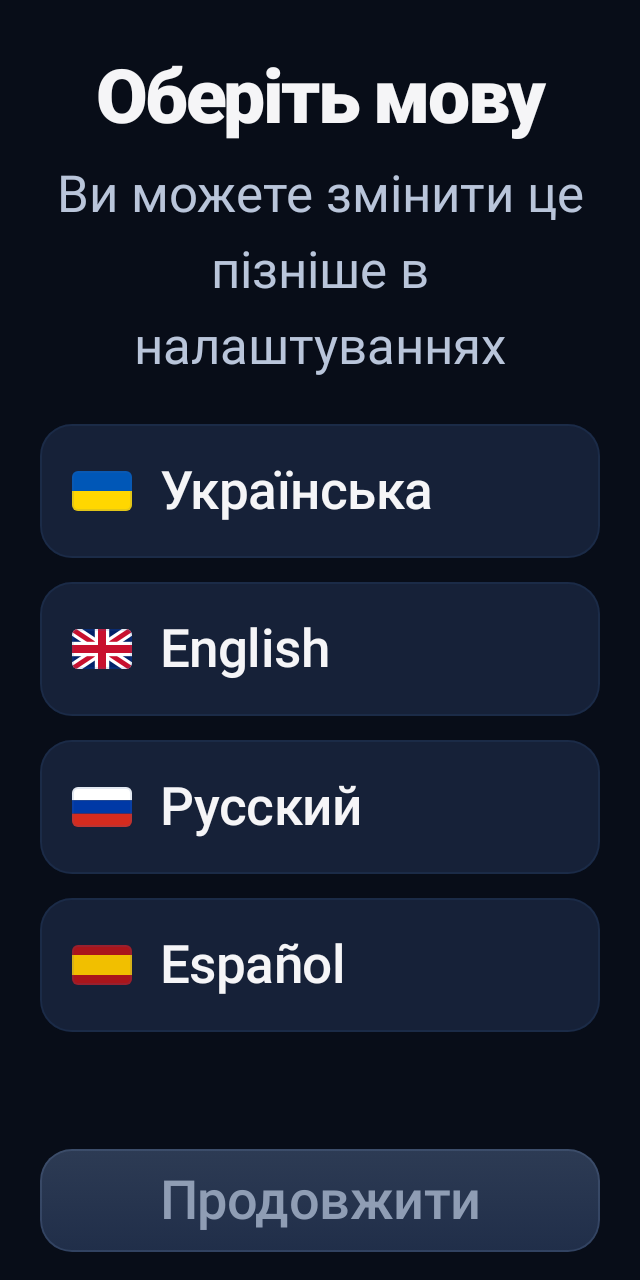 Оберіть мову
Ви можете змінити це
пізніше в
налаштуваннях
Українська
English
Русский
Español
Продовжити